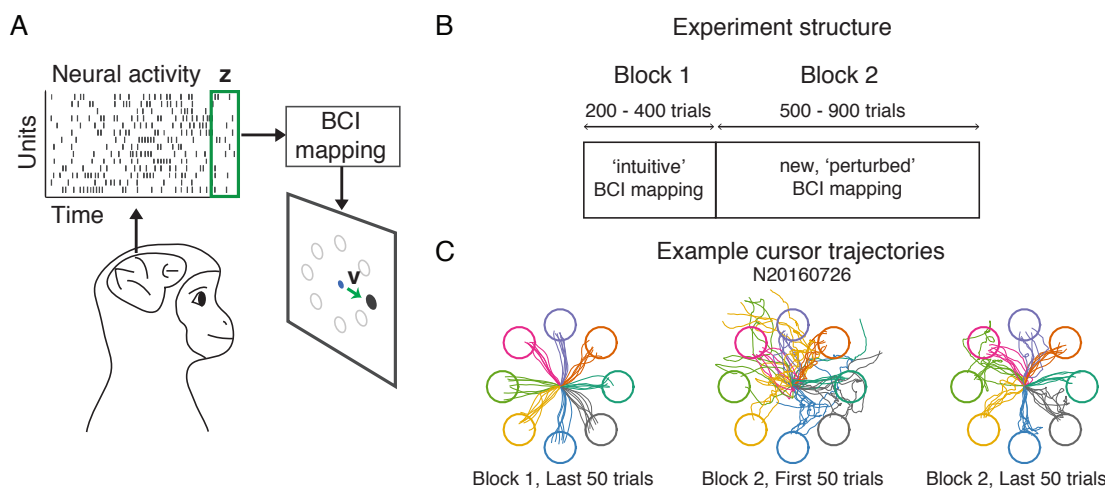 A
Neural activity
z
Units
Time
BCI
mapping
v
B
Experiment structure
Block 1
Block 2
200 - 400 trials
500 - 900 trials
'intuitive'
BCI mapping
new, 'perturbed'
BCI mapping
C
Example cursor trajectories
N20160726
Block 1, Last 50 trials
Block 2, First 50 trials
Block 2, Last 50 trials